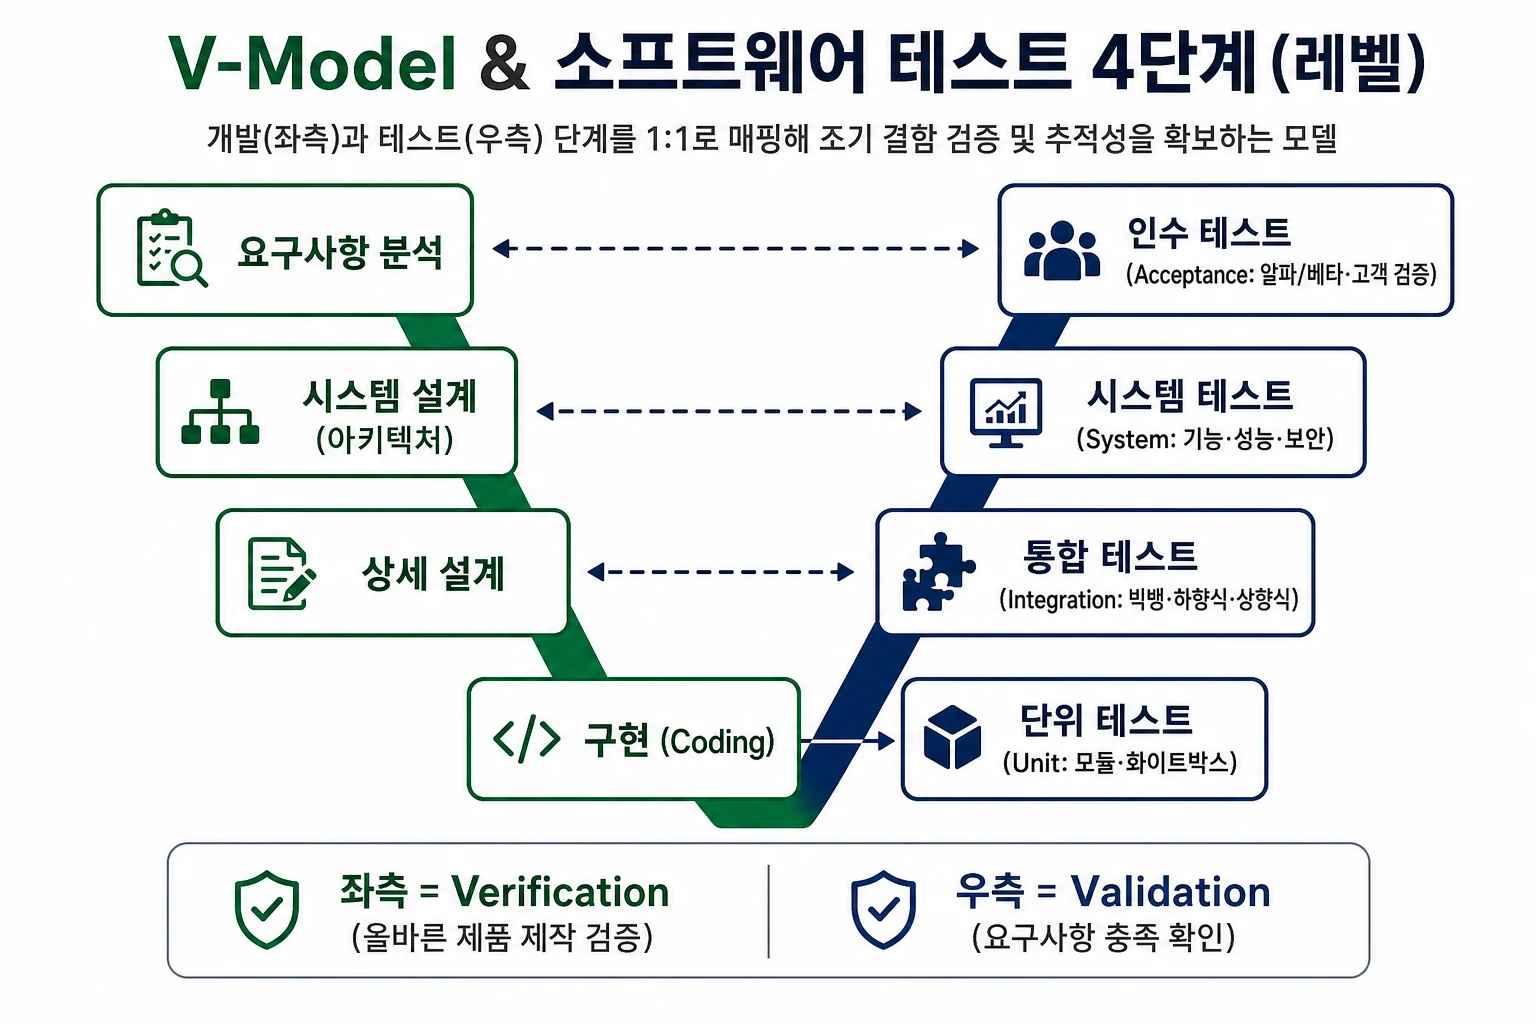 V-Model & 소프트웨어 테스트 4단계 (레벨)
개발(좌측)과 테스트(우측) 단계를 1:1로 매핑해 조기 결함 검증 및 추적성을 확보하는 모델
요구사항 분석
인수 테스트
(Acceptance: 알파/베타·고객 검증)
시스템 설계
(아키텍처)
시스템 테스트
(System: 기능·성능·보안)
상세 설계
통합 테스트
(Integration: 빅뱅·하향식·상향식)
</> 구현 (Coding)
단위 테스트
(Unit: 모듈·화이트박스)
좌측 = Verification
(올바른 제품 제작 검증)
우측 = Validation
(요구사항 충족 확인)